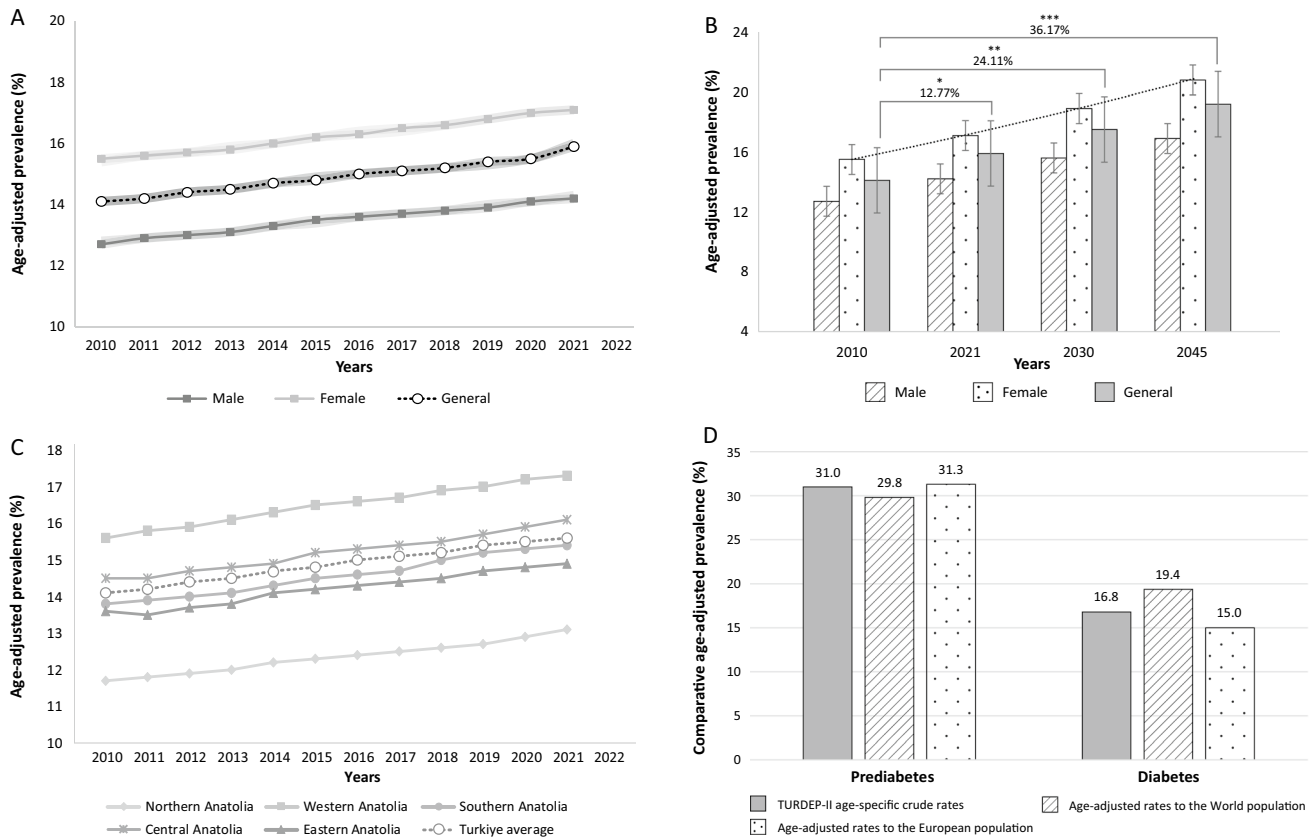 A
Age-adjusted prevalence (%)
20
18
16
14
12
10
2010 2011 2012 2013 2014 2015 2016 2017 2018 2019 2020 2021 2022
Years
Male Female General
B
Age-adjusted prevalence (%)
24
20
16
12
8
4
***
36.17%
**
24.11%
*
12.77%
2010 2021 2030 2045
Years
Male Female General
C
Age-adjusted prevalence (%)
18
17
16
15
14
13
12
11
10
2010 2011 2012 2013 2014 2015 2016 2017 2018 2019 2020 2021 2022
Years
Northern Anatolia Western Anatolia Southern Anatolia
Central Anatolia Eastern Anatolia Turkiye average
D
Comparative age-adjusted prevalence (%)
35
30
25
20
15
10
5
0
31.0 29.8 31.3
16.8 19.4 15.0
Prediabetes Diabetes
TURDEP-II age-specific crude rates Age-adjusted rates to the World population
Age-adjusted rates to the European population